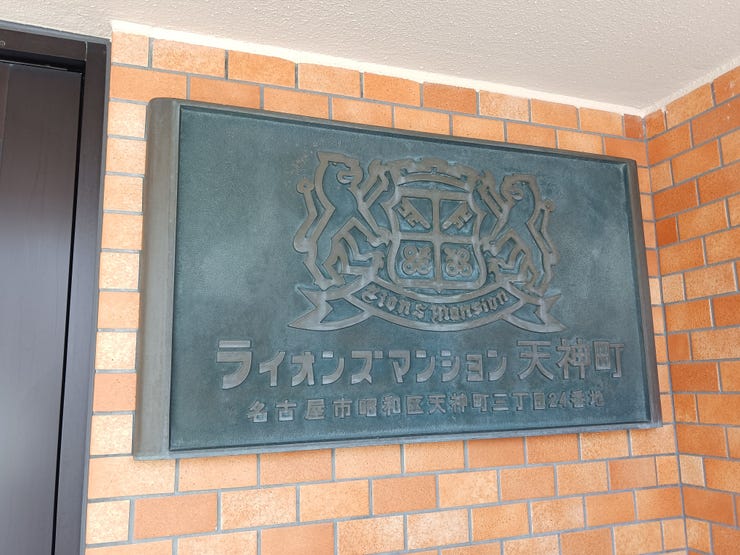 Lions Mansion
ライオンズマンション 天神町
名古屋市昭和区天神町二丁目24番地